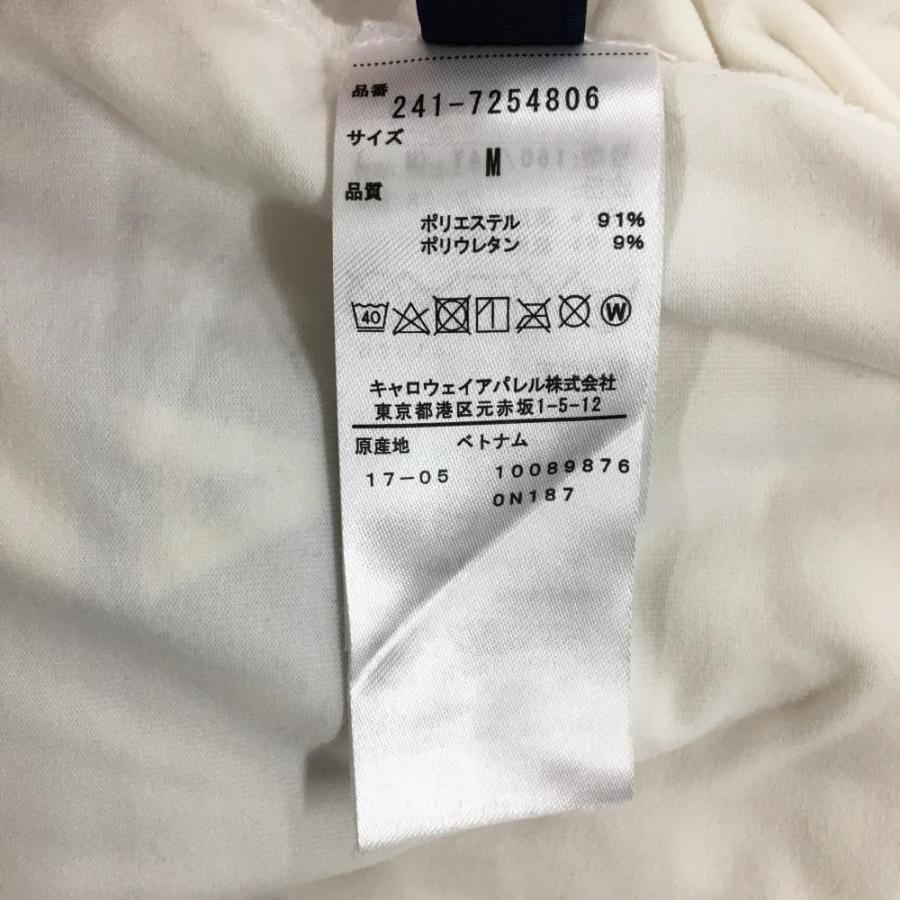 品番 241-7254806
サイズ
M
品質
ポリエステル 91%
ポリウレタン 9%
40 W
キャロウェイアパレル株式会社
東京都港区元赤坂1-5-12
原産地 ベトナム
17-05 10089876
0N187